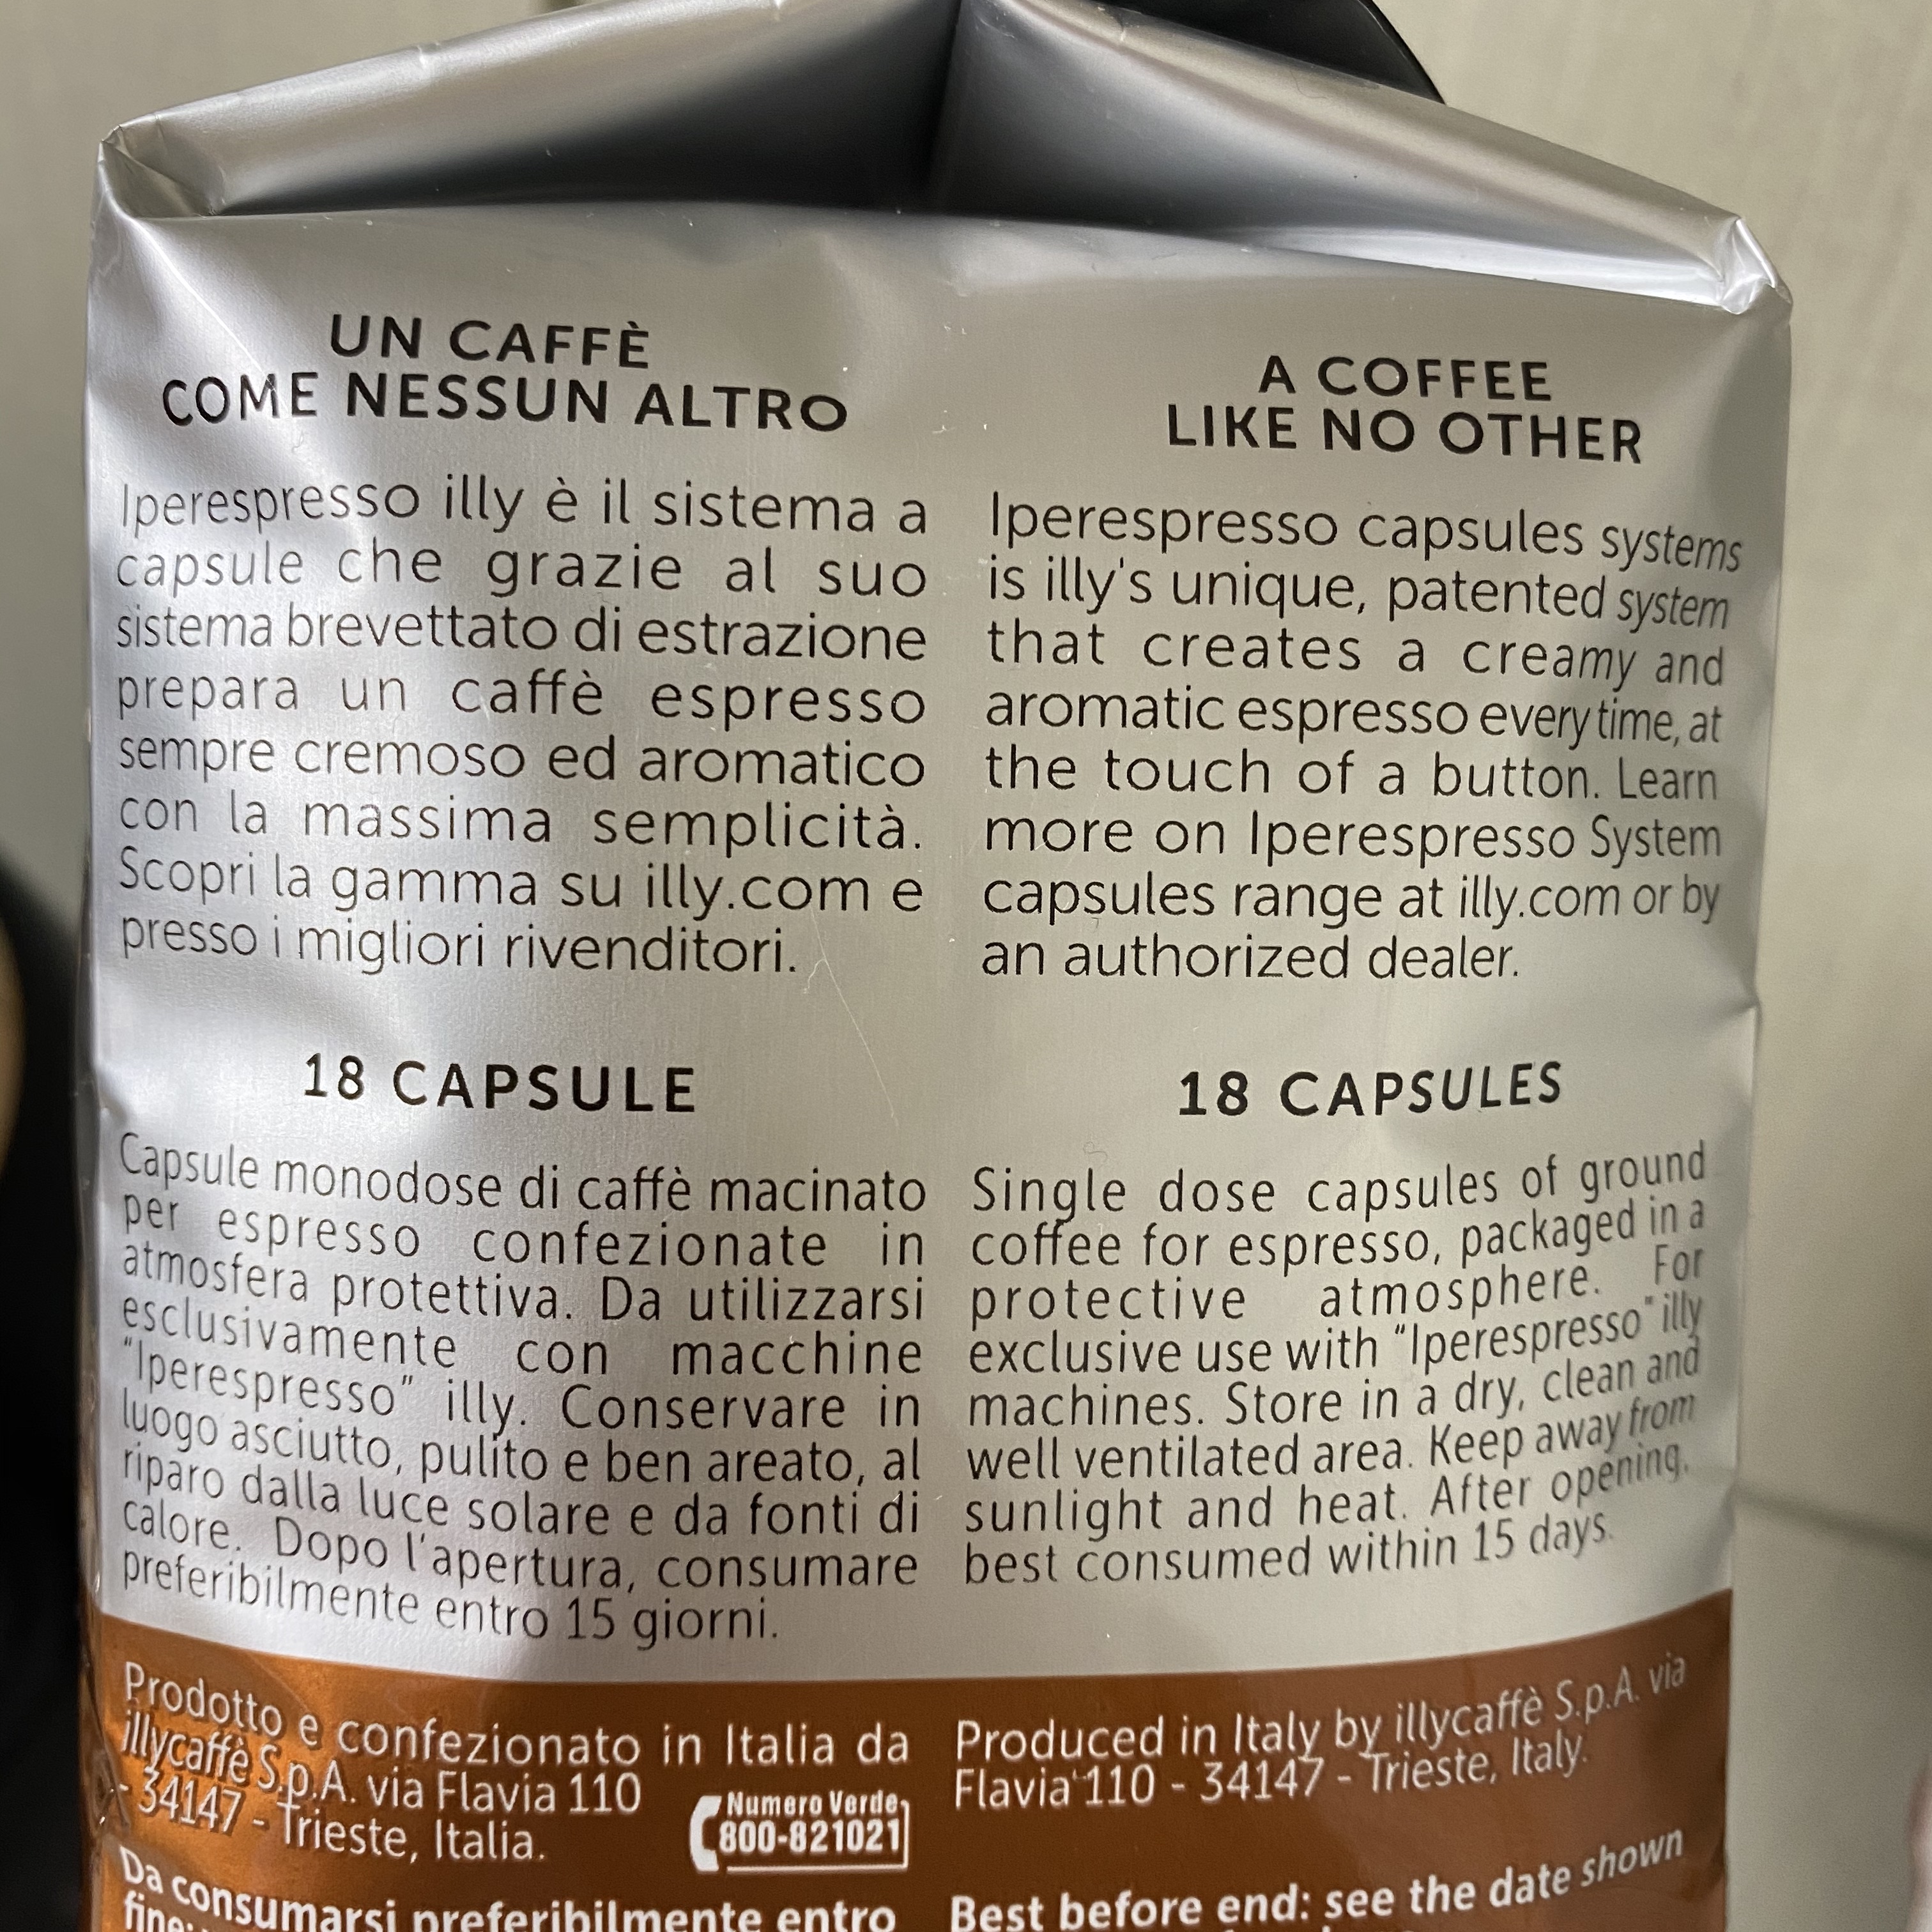 UN CAFFÈ
COME NESSUN ALTRO
Iperespresso illy è il sistema a
capsule che grazie al suo
sistema brevettato di estrazione
prepara un caffè espresso
sempre cremoso ed aromatico
con la massima semplicità.
Scopri la gamma su illy.com e
presso i migliori rivenditori.
18 CAPSULE
Capsule monodose di caffè macinato
per espresso confezionate in
atmosfera protettiva. Da utilizzarsi
esclusivamente con macchine
“Iperespresso” illy. Conservare in
luogo asciutto, pulito e ben areato, al
riparo dalla luce solare e da fonti di
calore. Dopo l'apertura, consumare
preferibilmente entro 15 giorni.
Prodotto e confezionato in Italia da
illycaffè S.p.A. via Flavia 110
- 34147 - Trieste, Italia.
Numero Verde
800-821021
Da consumarsi preferibilmente entro
fine:
A COFFEE
LIKE NO OTHER
Iperespresso capsules systems
is illy's unique, patented system
that creates a creamy and
aromatic espresso every time, at
the touch of a button. Learn
more on Iperespresso System
capsules range at illy.com or by
an authorized dealer.
18 CAPSULES
Single dose capsules of ground
coffee for espresso, packaged in a
protective atmosphere. For
exclusive use with “Iperespresso” illy
machines. Store in a dry, clean and
well ventilated area. Keep away from
sunlight and heat. After opening,
best consumed within 15 days.
Produced in Italy by illycaffè S.p.A. via
Flavia 110 - 34147 - Trieste, Italy.
Best before end: see the date shown